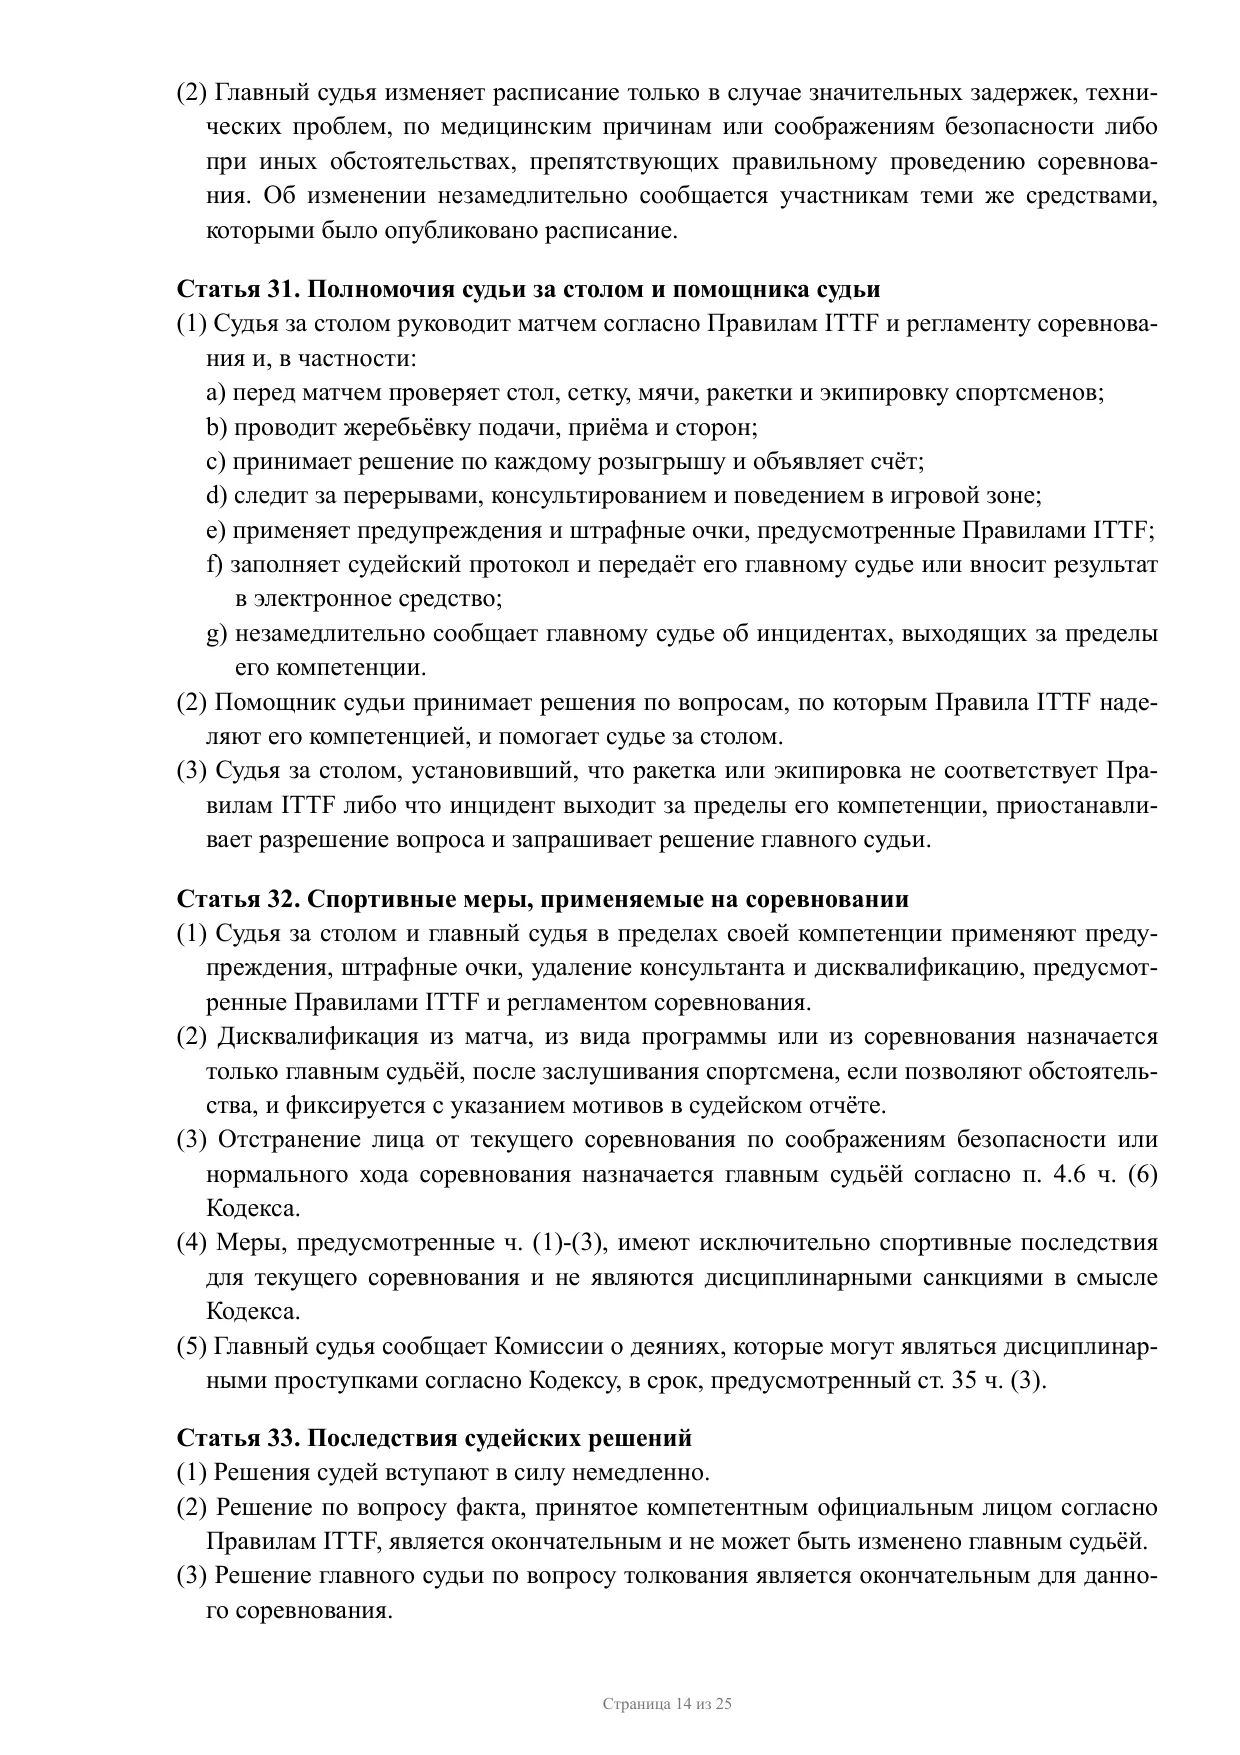 (2) Главный судья изменяет расписание только в случае значительных задержек, техни-
ческих проблем, по медицинским причинам или соображениям безопасности либо
при иных обстоятельствах, препятствующих правильному проведению соревнова-
ния. Об изменении незамедлительно сообщается участникам теми же средствами,
которыми было опубликовано расписание.
Статья 31. Полномочия судьи за столом и помощника судьи
(1) Судья за столом руководит матчем согласно Правилам ITTF и регламенту соревнова-
ния и, в частности:
a) перед матчем проверяет стол, сетку, мячи, ракетки и экипировку спортсменов;
b) проводит жеребьёвку подачи, приёма и сторон;
c) принимает решение по каждому розыгрышу и объявляет счёт;
d) следит за перерывами, консультированием и поведением в игровой зоне;
e) применяет предупреждения и штрафные очки, предусмотренные Правилами ITTF;
f) заполняет судейский протокол и передаёт его главному судье или вносит результат
в электронное средство;
g) незамедлительно сообщает главному судье об инцидентах, выходящих за пределы
его компетенции.
(2) Помощник судьи принимает решения по вопросам, по которым Правила ITTF наде-
ляют его компетенцией, и помогает судье за столом.
(3) Судья за столом, установивший, что ракетка или экипировка не соответствует Пра-
вилам ITTF либо что инцидент выходит за пределы его компетенции, приостанавли-
вает разрешение вопроса и запрашивает решение главного судьи.
Статья 32. Спортивные меры, применяемые на соревновании
(1) Судья за столом и главный судья в пределах своей компетенции применяют преду-
преждения, штрафные очки, удаление консультанта и дисквалификацию, предусмот-
ренные Правилами ITTF и регламентом соревнования.
(2) Дисквалификация из матча, из вида программы или из соревнования назначается
только главным судьёй, после заслушивания спортсмена, если позволяют обстоятель-
ства, и фиксируется с указанием мотивов в судейском отчёте.
(3) Отстранение лица от текущего соревнования по соображениям безопасности или
нормального хода соревнования назначается главным судьёй согласно п. 4.6 ч. (6)
Кодекса.
(4) Меры, предусмотренные ч. (1)-(3), имеют исключительно спортивные последствия
для текущего соревнования и не являются дисциплинарными санкциями в смысле
Кодекса.
(5) Главный судья сообщает Комиссии о деяниях, которые могут являться дисциплинар-
ными проступками согласно Кодексу, в срок, предусмотренный ст. 35 ч. (3).
Статья 33. Последствия судейских решений
(1) Решения судей вступают в силу немедленно.
(2) Решение по вопросу факта, принятое компетентным официальным лицом согласно
Правилам ITTF, является окончательным и не может быть изменено главным судьёй.
(3) Решение главного судьи по вопросу толкования является окончательным для данно-
го соревнования.
Страница 14 из 25